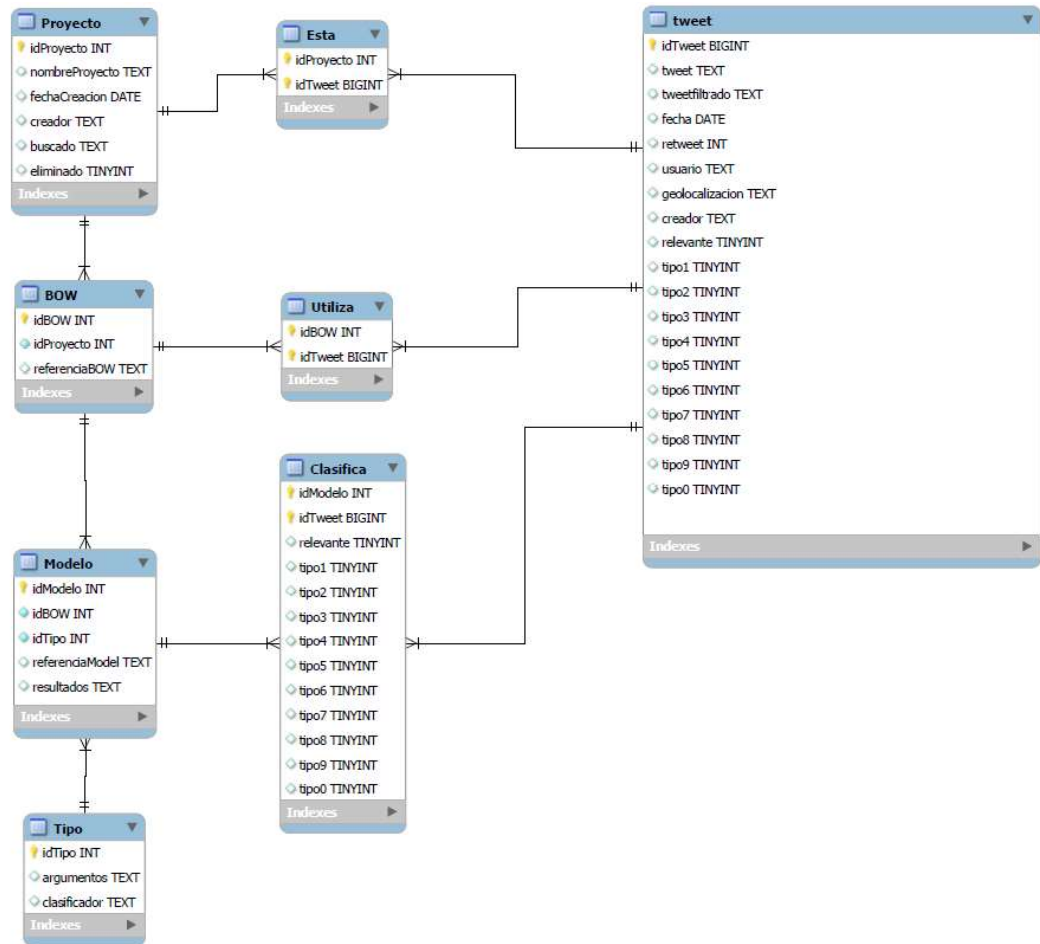 Proyecto
idProyecto INT
nombreProyecto TEXT
fechaCreacion DATE
creador TEXT
buscado TEXT
eliminado TINYINT
Indexes
Esta
idProyecto INT
idTweet BIGINT
Indexes
tweet
idTweet BIGINT
tweet TEXT
tweetfiltrado TEXT
fecha DATE
retweet INT
usuario TEXT
geolocalizacion TEXT
creador TEXT
relevante TINYINT
tipo1 TINYINT
tipo2 TINYINT
tipo3 TINYINT
tipo4 TINYINT
tipo5 TINYINT
tipo6 TINYINT
tipo7 TINYINT
tipo8 TINYINT
tipo9 TINYINT
tipo0 TINYINT
Indexes
BOW
idBOW INT
idProyecto INT
referenciaBOW TEXT
Indexes
Utiliza
idBOW INT
idTweet BIGINT
Indexes
Clasifica
idModelo INT
idTweet BIGINT
relevante TINYINT
tipo1 TINYINT
tipo2 TINYINT
tipo3 TINYINT
tipo4 TINYINT
tipo5 TINYINT
tipo6 TINYINT
tipo7 TINYINT
tipo8 TINYINT
tipo9 TINYINT
tipo0 TINYINT
Indexes
Modelo
idModelo INT
idBOW INT
idTipo INT
referenciaModel TEXT
resultados TEXT
Indexes
Tipo
idTipo INT
argumentos TEXT
clasificador TEXT